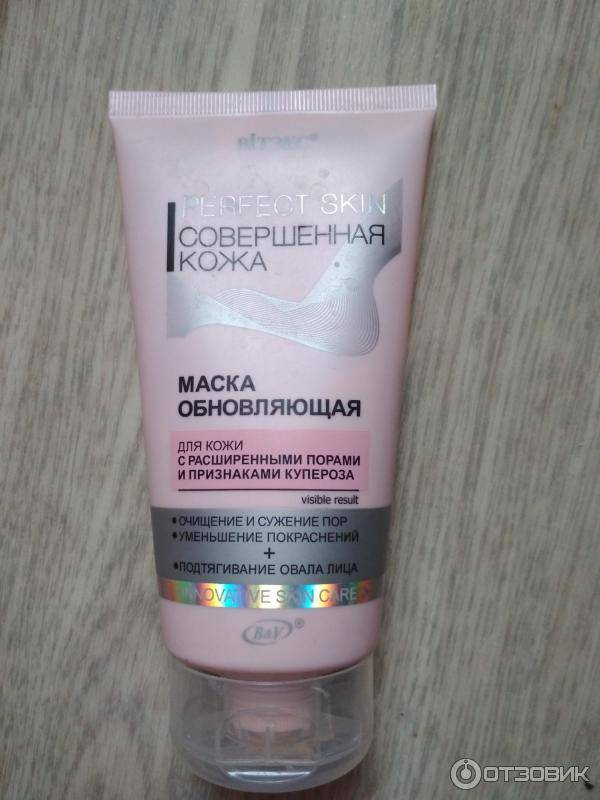 ВIТЭКС®
PERFECT SKIN
СОВЕРШЕННАЯ
КОЖА
МАСКА
ОБНОВЛЯЮЩАЯ
ДЛЯ КОЖИ
С РАСШИРЕННЫМИ ПОРАМИ
И ПРИЗНАКАМИ КУПЕРОЗА
visible result
•ОЧИЩЕНИЕ И СУЖЕНИЕ ПОР
•УМЕНЬШЕНИЕ ПОКРАСНЕНИЙ
+
•ПОДТЯГИВАНИЕ ОВАЛА ЛИЦА
INNOVATIVE SKIN CARE
B&V®
ОТЗОВИК